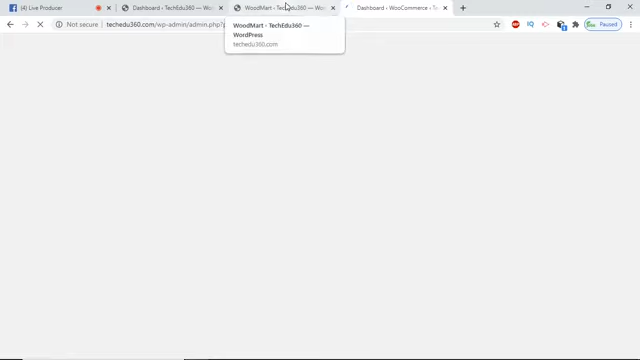 (4) Live Producer
Dashboard - TechEdu360 — Wo
WoodMart - TechEdu360 — Wo
Dashboard ‹ WooCommerce ‹ T
Not secure
techedu360.com/wp-admin/admin.php?
Paused
WoodMart - TechEdu360 —
WordPress
techedu360.com